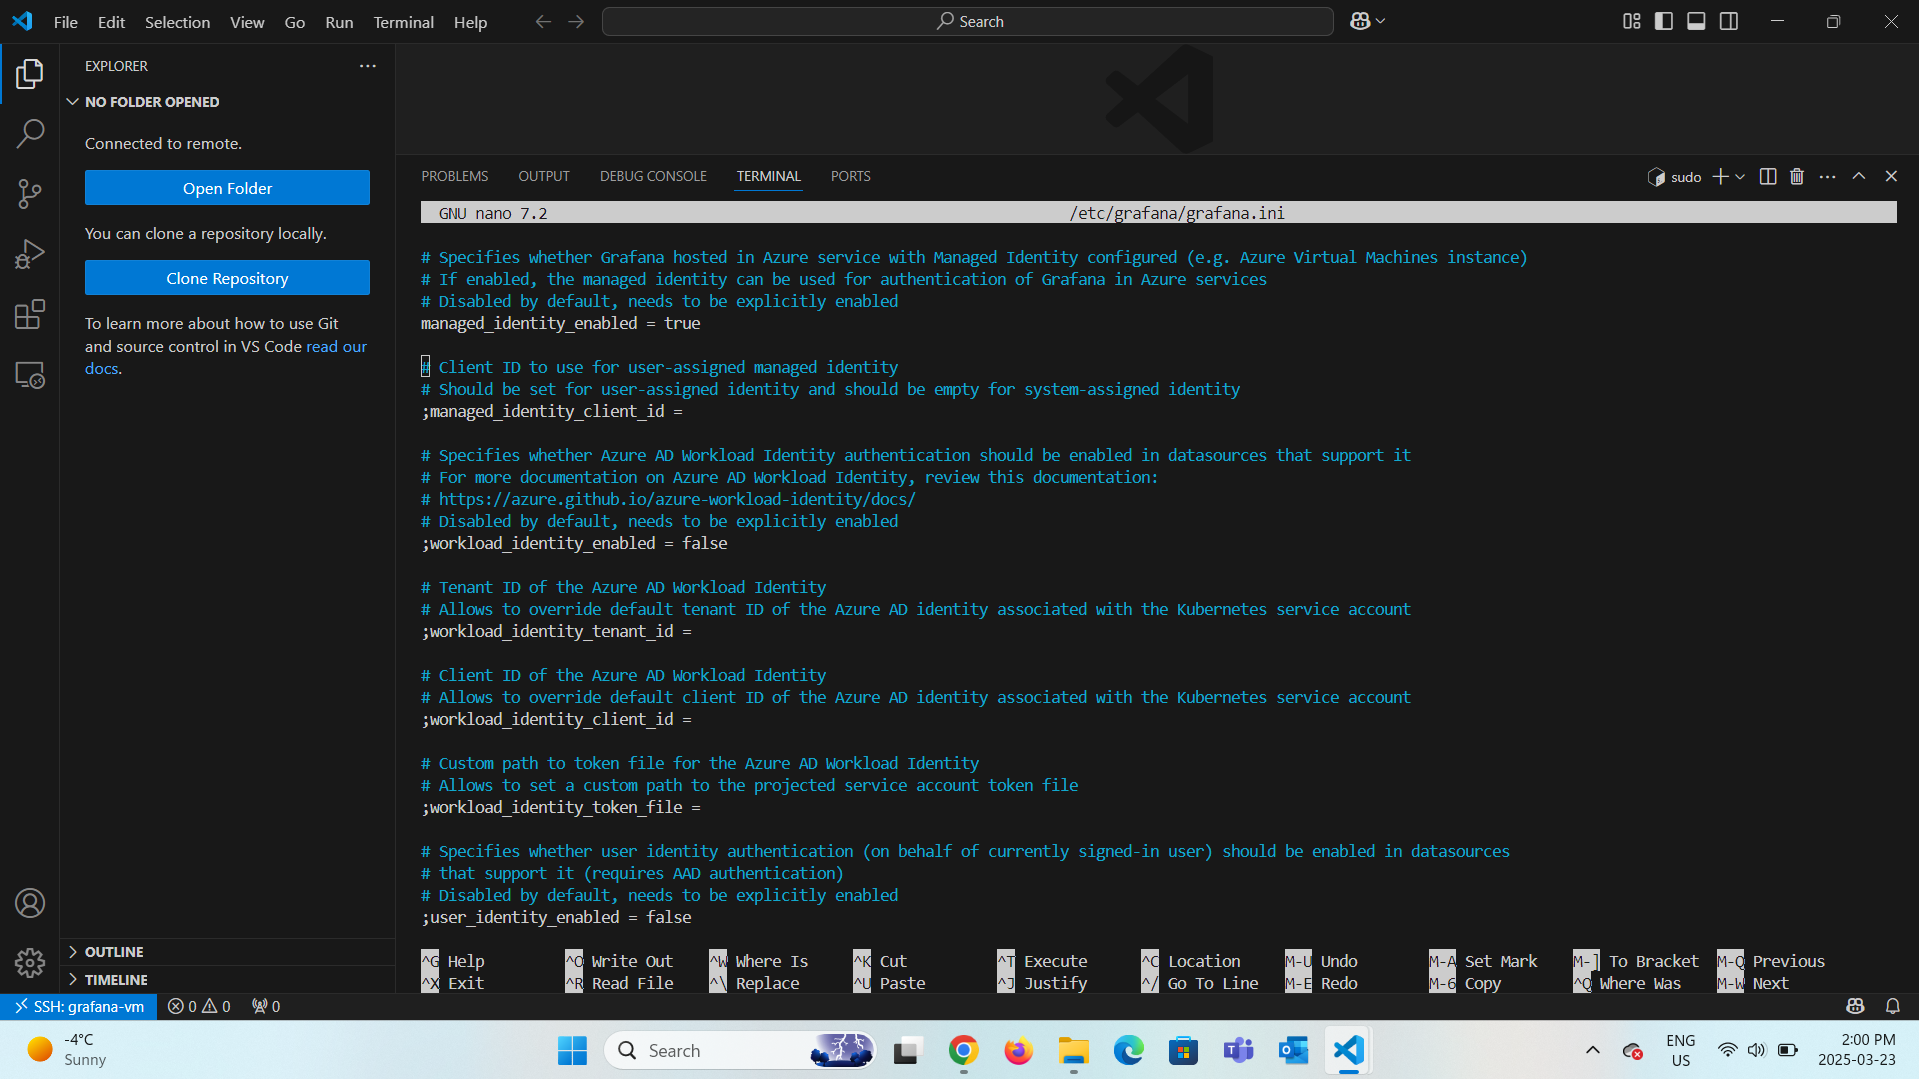 File Edit Selection View Go Run Terminal Help
Search
EXPLORER
NO FOLDER OPENED
Connected to remote.
Open Folder
You can clone a repository locally.
Clone Repository
To learn more about how to use Git
and source control in VS Code read our
docs.
OUTLINE
TIMELINE
PROBLEMS OUTPUT DEBUG CONSOLE TERMINAL PORTS
sudo
GNU nano 7.2 /etc/grafana/grafana.ini
# Specifies whether Grafana hosted in Azure service with Managed Identity configured (e.g. Azure Virtual Machines instance)
# If enabled, the managed identity can be used for authentication of Grafana in Azure services
# Disabled by default, needs to be explicitly enabled
managed_identity_enabled = true
# Client ID to use for user-assigned managed identity
# Should be set for user-assigned identity and should be empty for system-assigned identity
;managed_identity_client_id =
# Specifies whether Azure AD Workload Identity authentication should be enabled in datasources that support it
# For more documentation on Azure AD Workload Identity, review this documentation:
# https://azure.github.io/azure-workload-identity/docs/
# Disabled by default, needs to be explicitly enabled
;workload_identity_enabled = false
# Tenant ID of the Azure AD Workload Identity
# Allows to override default tenant ID of the Azure AD identity associated with the Kubernetes service account
;workload_identity_tenant_id =
# Client ID of the Azure AD Workload Identity
# Allows to override default client ID of the Azure AD identity associated with the Kubernetes service account
;workload_identity_client_id =
# Custom path to token file for the Azure AD Workload Identity
# Allows to set a custom path to the projected service account token file
;workload_identity_token_file =
# Specifies whether user identity authentication (on behalf of currently signed-in user) should be enabled in datasources
# that support it (requires AAD authentication)
# Disabled by default, needs to be explicitly enabled
;user_identity_enabled = false
^G Help ^O Write Out ^W Where Is ^K Cut ^T Execute ^C Location M-U Undo M-A Set Mark M-] To Bracket M-Q Previous
^X Exit ^R Read File ^\ Replace ^U Paste ^J Justify ^/ Go To Line M-E Redo M-6 Copy ^Q Where Was M-W Next
SSH: grafana-vm 0 0 0
-4°C
Sunny
Search
ENG
US
2:00 PM
2025-03-23